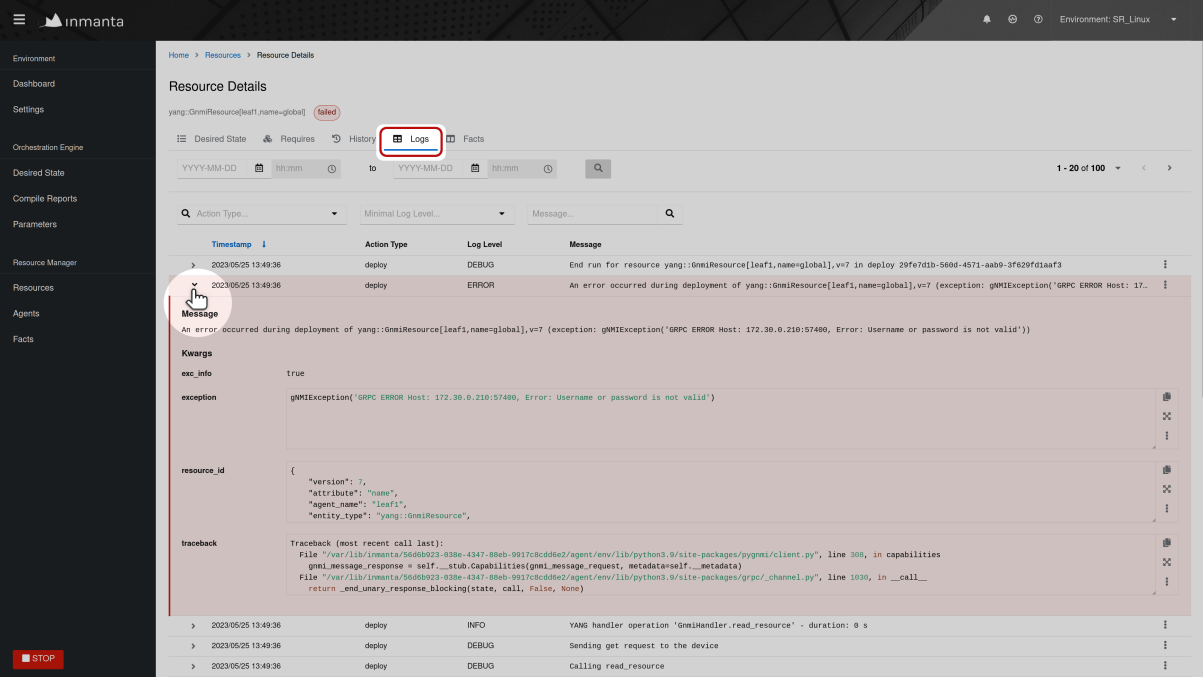 inmanta
Environment: SR_Linux
Environment
Dashboard
Settings
Orchestration Engine
Desired State
Compile Reports
Parameters
Resource Manager
Resources
Agents
Facts
STOP
Home > Resources > Resource Details
Resource Details
yang::GnmiResource[leaf1,name=global] failed
Desired State Requires History Logs Facts
YYYY-MM-DD hh:mm to YYYY-MM-DD hh:mm 1 - 20 of 100
Action Type... Minimal Log Level... Message...
Timestamp Action Type Log Level Message
2023/05/25 13:49:36 deploy DEBUG End run for resource yang::GnmiResource[leaf1,name=global],v=7 in deploy 29fe7d1b-560d-4571-aab9-3f629fd1aaf3
2023/05/25 13:49:36 deploy ERROR An error occurred during deployment of yang::GnmiResource[leaf1,name=global],v=7 (exception: gNMIException('GRPC ERROR Host: 17...
Message
An error occurred during deployment of yang::GnmiResource[leaf1,name=global],v=7 (exception: gNMIException('GRPC ERROR Host: 172.30.0.210:57400, Error: Username or password is not valid'))
Kwargs
exc_info true
exception gNMIException('GRPC ERROR Host: 172.30.0.210:57400, Error: Username or password is not valid')
resource_id {
"version": 7,
"attribute": "name",
"agent_name": "leaf1",
"entity_type": "yang::GnmiResource",
traceback Traceback (most recent call last):
File "/var/lib/inmanta/56d6b923-038e-4347-88eb-9917c8cdd6e2/agent/env/lib/python3.9/site-packages/pygnmi/client.py", line 308, in capabilities
gnmi_message_response = self.__stub.Capabilities(gnmi_message_request, metadata=self.__metadata)
File "/var/lib/inmanta/56d6b923-038e-4347-88eb-9917c8cdd6e2/agent/env/lib/python3.9/site-packages/grpc/_channel.py", line 1030, in __call__
return _end_unary_response_blocking(state, call, False, None)
2023/05/25 13:49:36 deploy INFO YANG handler operation 'GnmiHandler.read_resource' - duration: 0 s
2023/05/25 13:49:36 deploy DEBUG Sending get request to the device
2023/05/25 13:49:36 deploy DEBUG Calling read_resource